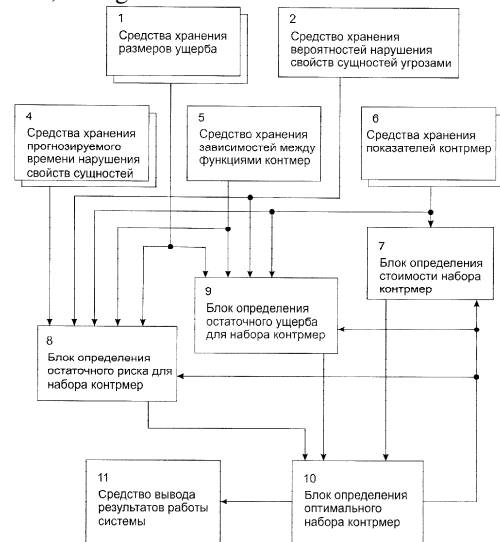 1
Средства хранения
размеров ущерба
2
Средство хранения
вероятностей нарушения
свойств сущностей угрозами
4
Средства хранения
прогнозируемого
времени нарушения
свойств сущностей
5
Средство хранения
зависимостей между
функциями контмер
6
Средства хранения
показателей контрмер
7
Блок определения
стоимости набора
контрмер
9
Блок определения
остаточного ущерба
для набора контрмер
8
Блок определения
остаточного риска для
набора контрмер
11
Средство вывода
результатов работы
системы
10
Блок определения
оптимального
набора контрмер